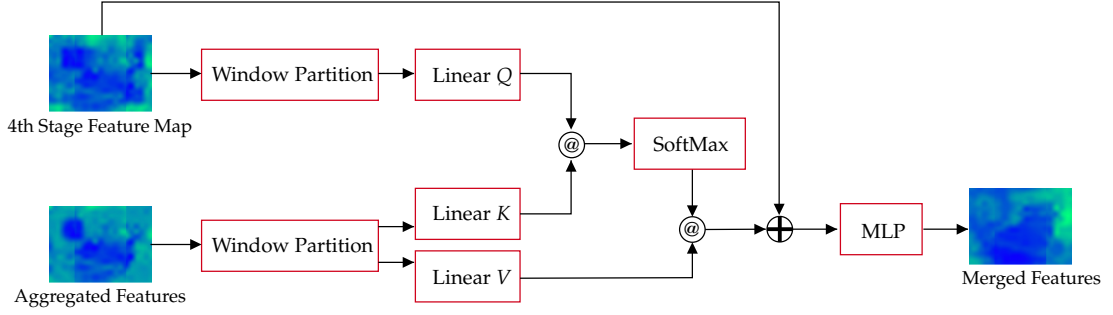 Window Partition
Linear Q
4th Stage Feature Map
@
SoftMax
Linear K
Window Partition
@
MLP
Linear V
Aggregated Features
Merged Features